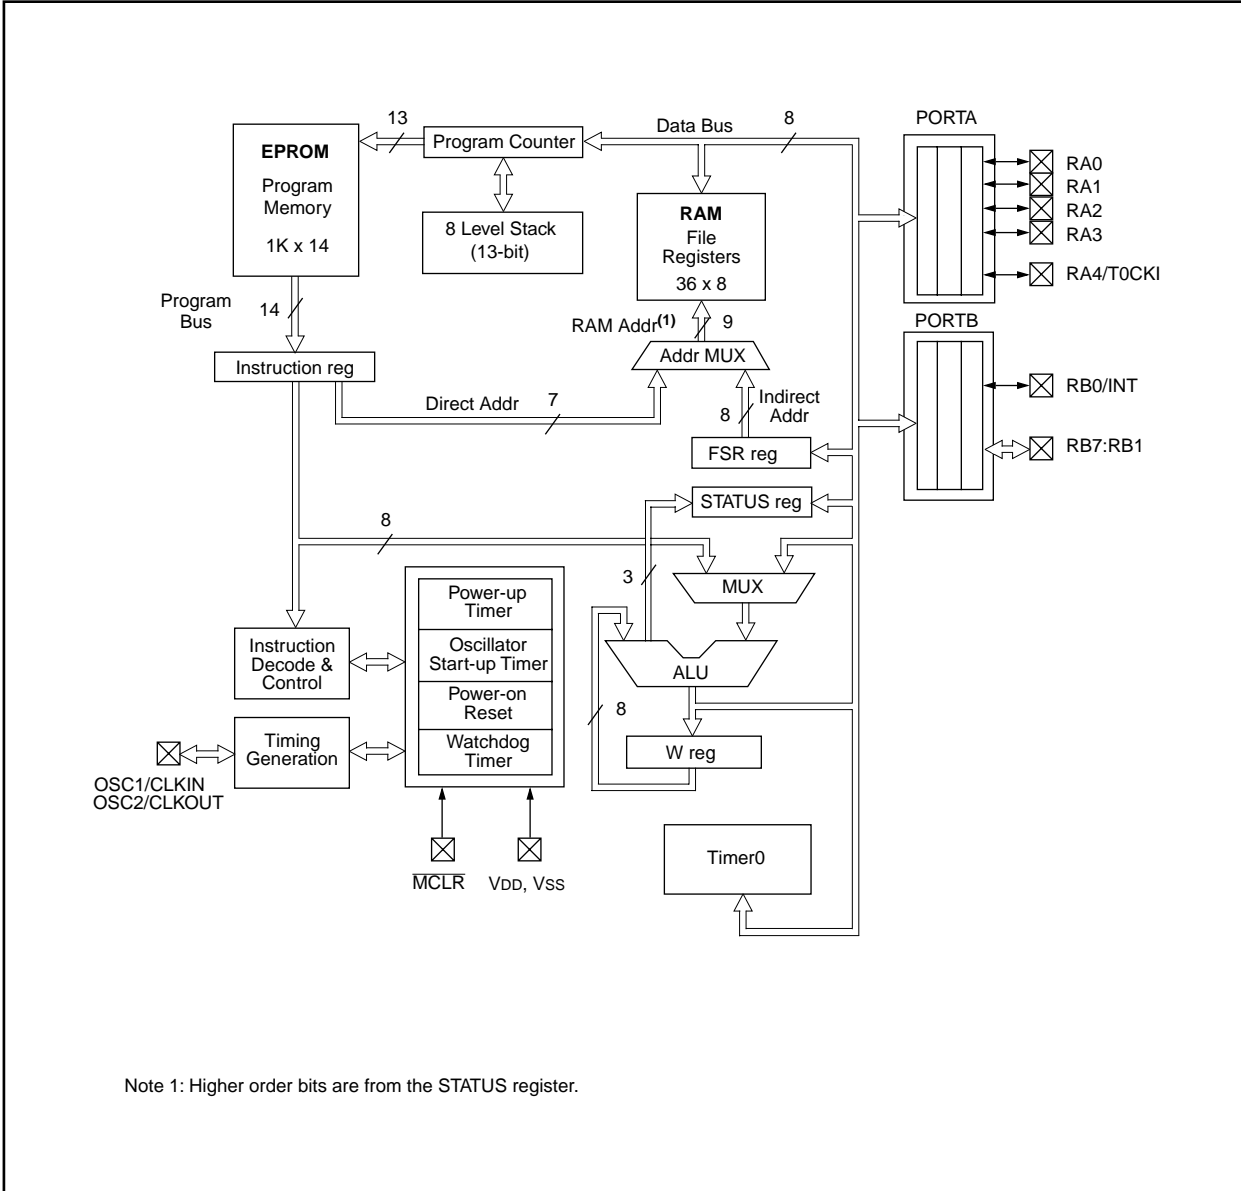 EPROM
Program
Memory
1K x 14
13
Program Counter
8 Level Stack
(13-bit)
Data Bus
8
RAM
File
Registers
36 x 8
PORTA
RA0
RA1
RA2
RA3
RA4/T0CKI
PORTB
RB0/INT
RB7:RB1
Program
Bus
14
Instruction reg
RAM Addr(1)
9
Addr MUX
Direct Addr
7
8
Indirect
Addr
FSR reg
STATUS reg
8
3
MUX
Power-up
Timer
Oscillator
Start-up Timer
Power-on
Reset
Watchdog
Timer
Instruction
Decode &
Control
Timing
Generation
OSC1/CLKIN
OSC2/CLKOUT
MCLR
VDD, VSS
ALU
8
W reg
Timer0
Note 1: Higher order bits are from the STATUS register.